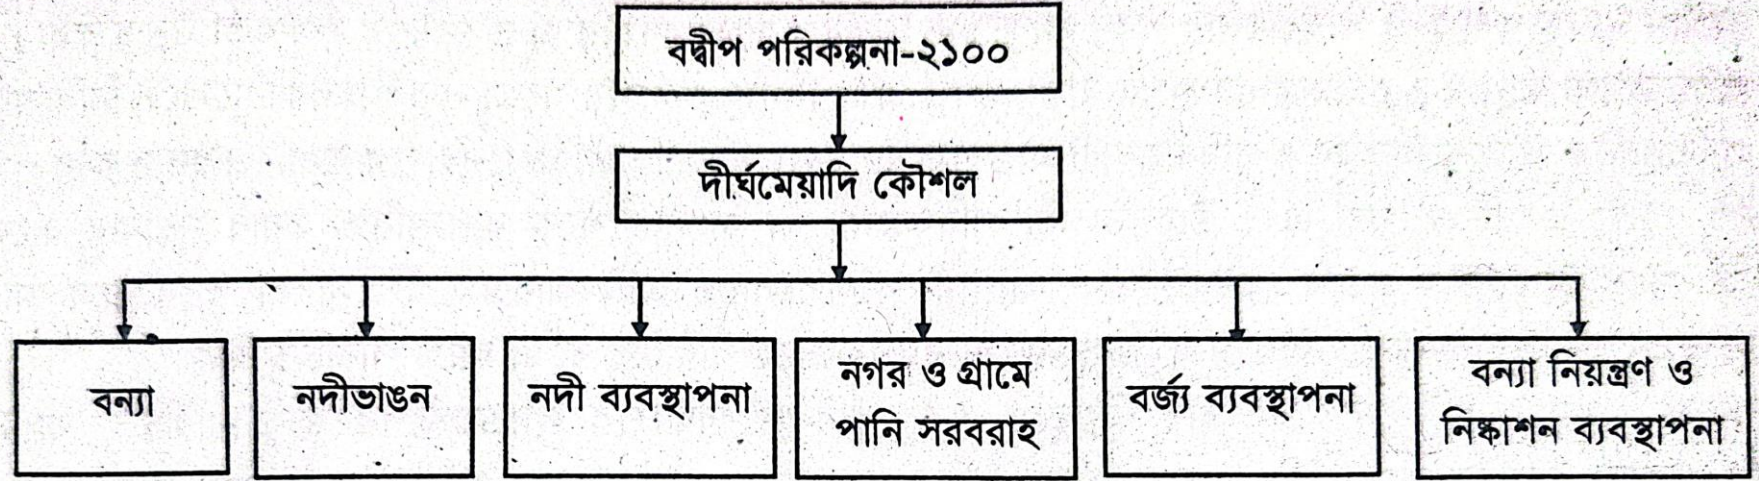 বদ্বীপ পরিকল্পনা-২১০০
দীর্ঘমেয়াদি কৌশল
বন্যা
নদীভাঙন
নদী ব্যবস্থাপনা
নগর ও গ্রামে
পানি সরবরাহ
বর্জ্য ব্যবস্থাপনা
বন্যা নিয়ন্ত্রণ ও
নিষ্কাশন ব্যবস্থাপনা